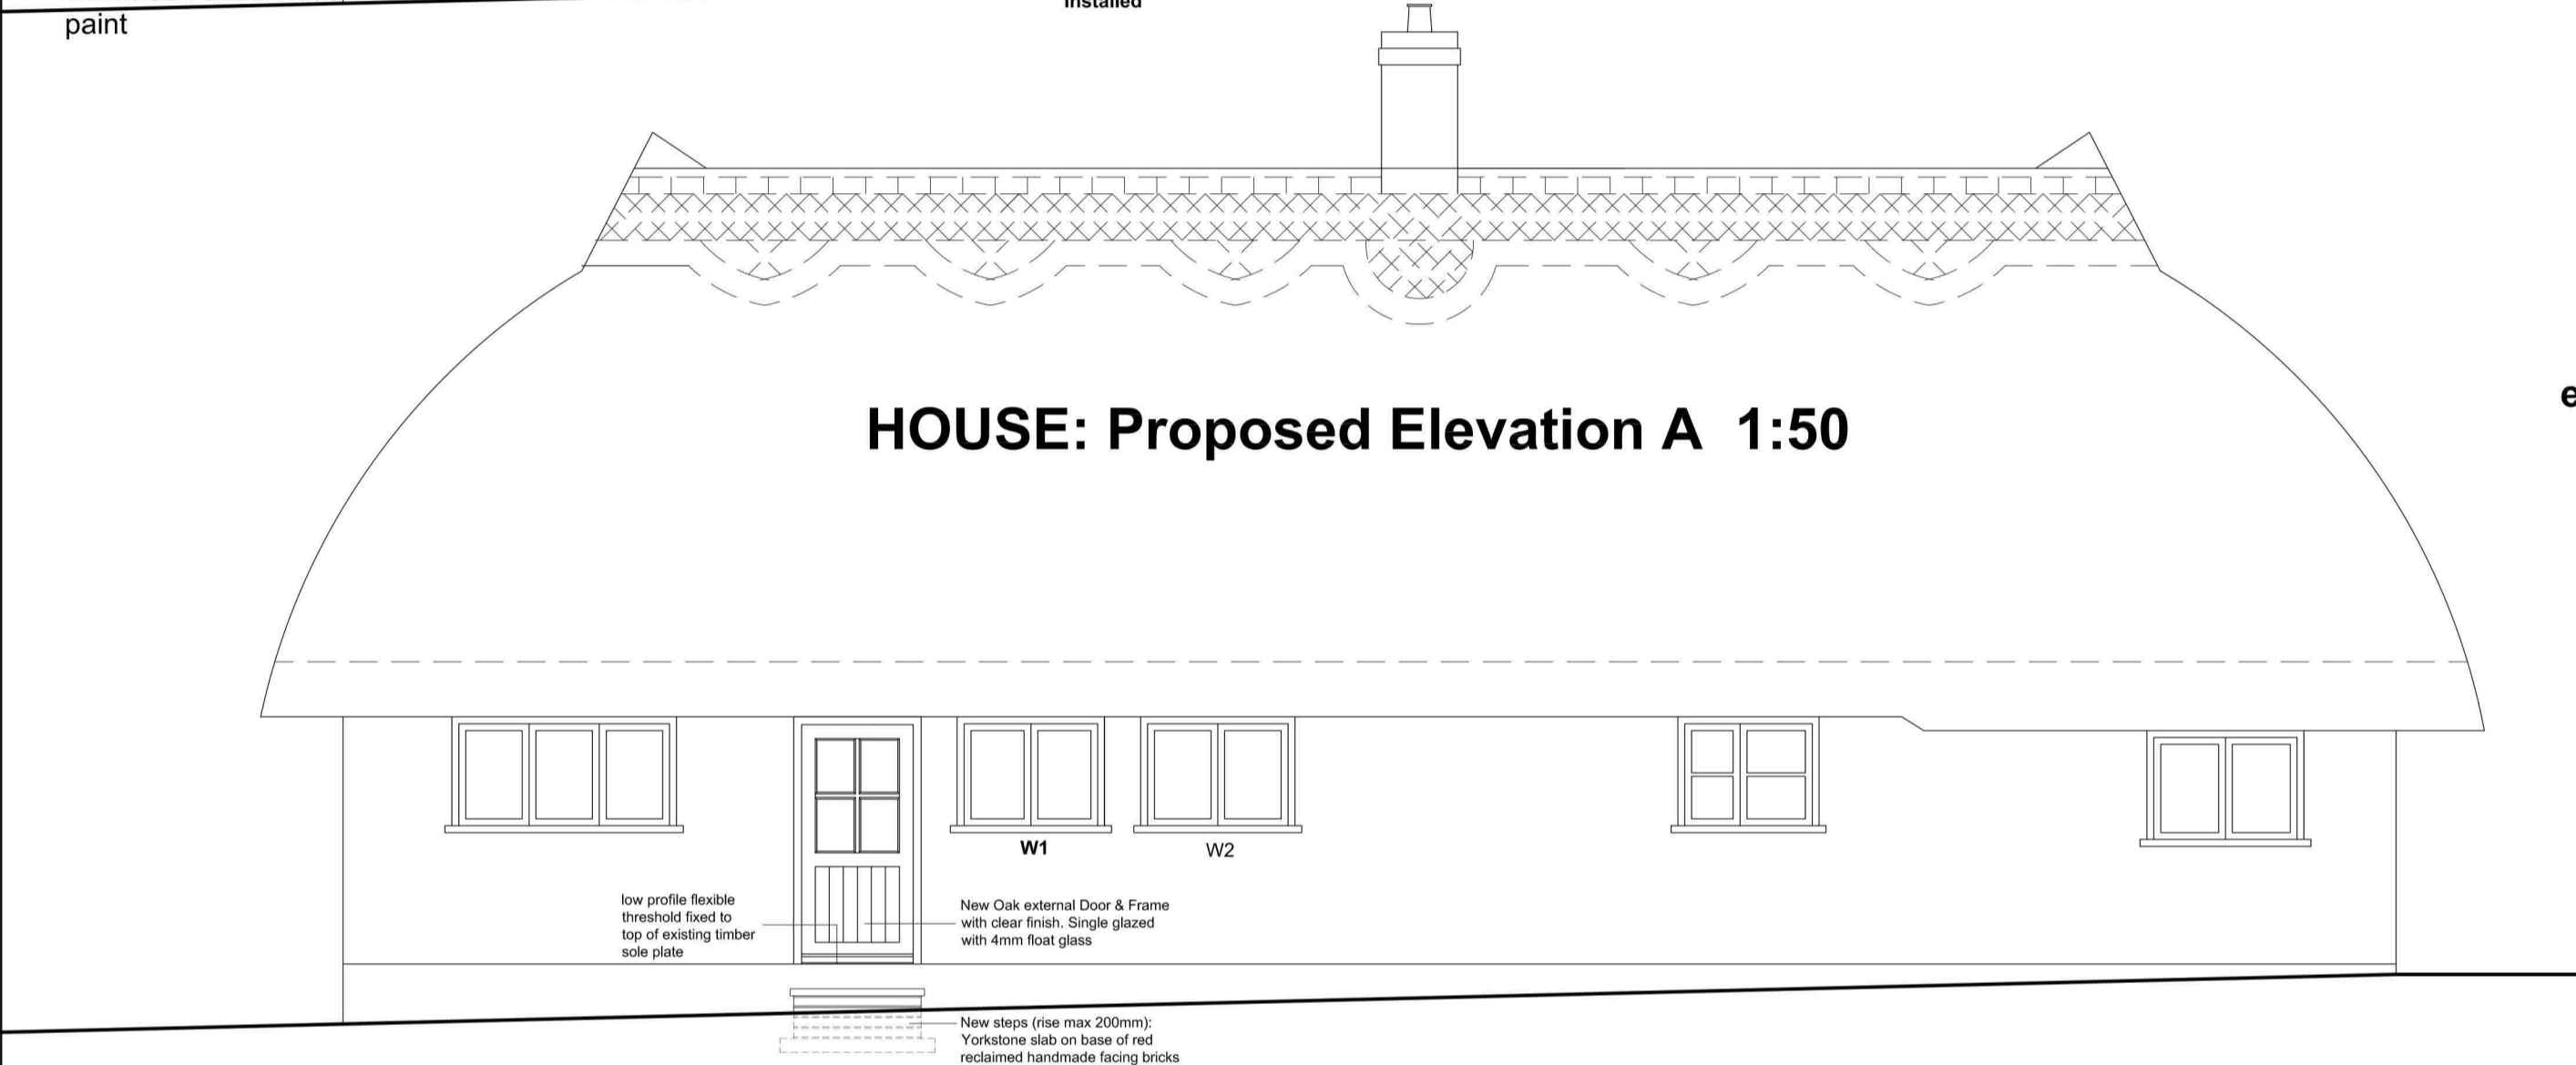 paint
installed
HOUSE: Proposed Elevation A 1:50
W1
W2
low profile flexible
threshold fixed to
top of existing timber
sole plate
New Oak external Door & Frame
with clear finish. Single glazed
with 4mm float glass
New steps (rise max 200mm):
Yorkstone slab on base of red
reclaimed handmade facing bricks